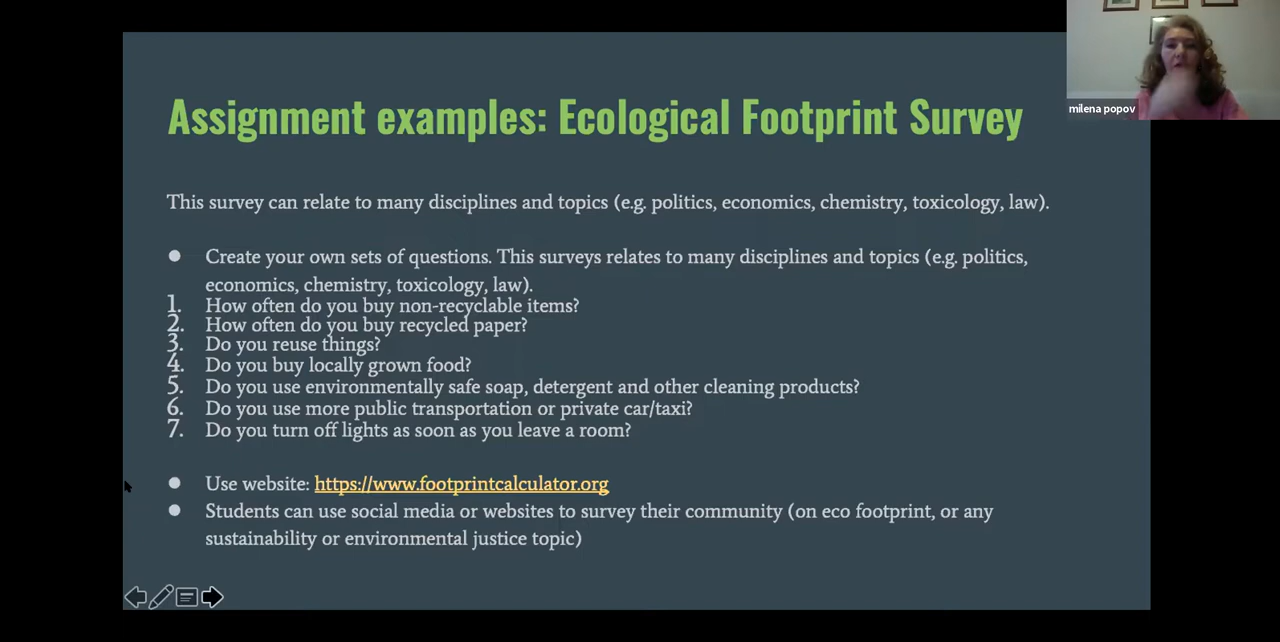 milena popov
Assignment examples: Ecological Footprint Survey
This survey can relate to many disciplines and topics (e.g. politics, economics, chemistry, toxicology, law).
● Create your own sets of questions. This surveys relates to many disciplines and topics (e.g. politics,
economics, chemistry, toxicology, law).
1. How often do you buy non-recyclable items?
2. How often do you buy recycled paper?
3. Do you reuse things?
4. Do you buy locally grown food?
5. Do you use environmentally safe soap, detergent and other cleaning products?
6. Do you use more public transportation or private car/taxi?
7. Do you turn off lights as soon as you leave a room?
● Use website: https://www.footprintcalculator.org
● Students can use social media or websites to survey their community (on eco footprint, or any
sustainability or environmental justice topic)